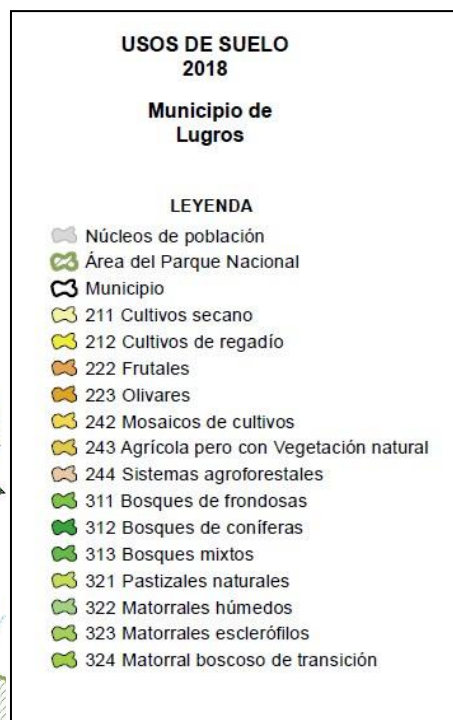 USOS DE SUELO
2018
Municipio de
Lugros
LEYENDA
Núcleos de población
Área del Parque Nacional
Municipio
211 Cultivos secano
212 Cultivos de regadío
222 Frutales
223 Olivares
242 Mosaicos de cultivos
243 Agrícola pero con Vegetación natural
244 Sistemas agroforestales
311 Bosques de frondosas
312 Bosques de coníferas
313 Bosques mixtos
321 Pastizales naturales
322 Matorrales húmedos
323 Matorrales esclerófilos
324 Matorral boscoso de transición